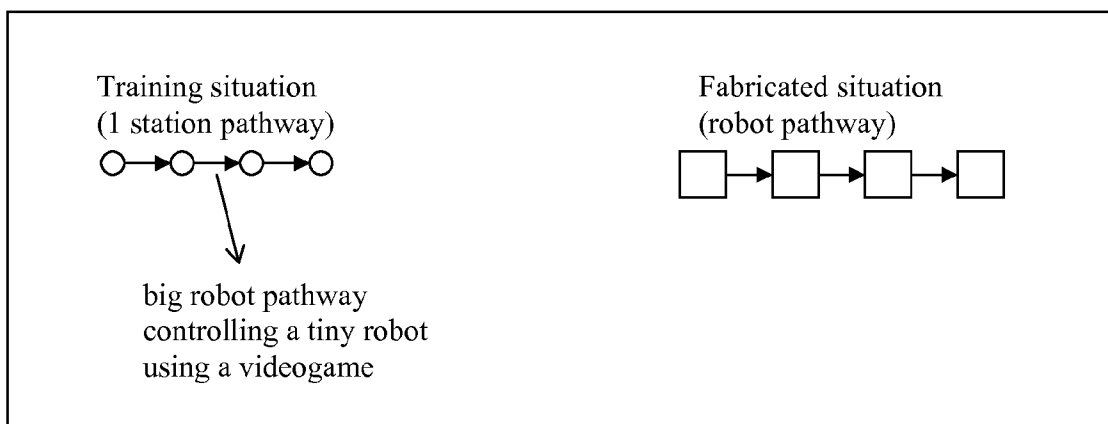 Training situation
(1 station pathway)
Fabricated situation
(robot pathway)
big robot pathway
controlling a tiny robot
using a videogame